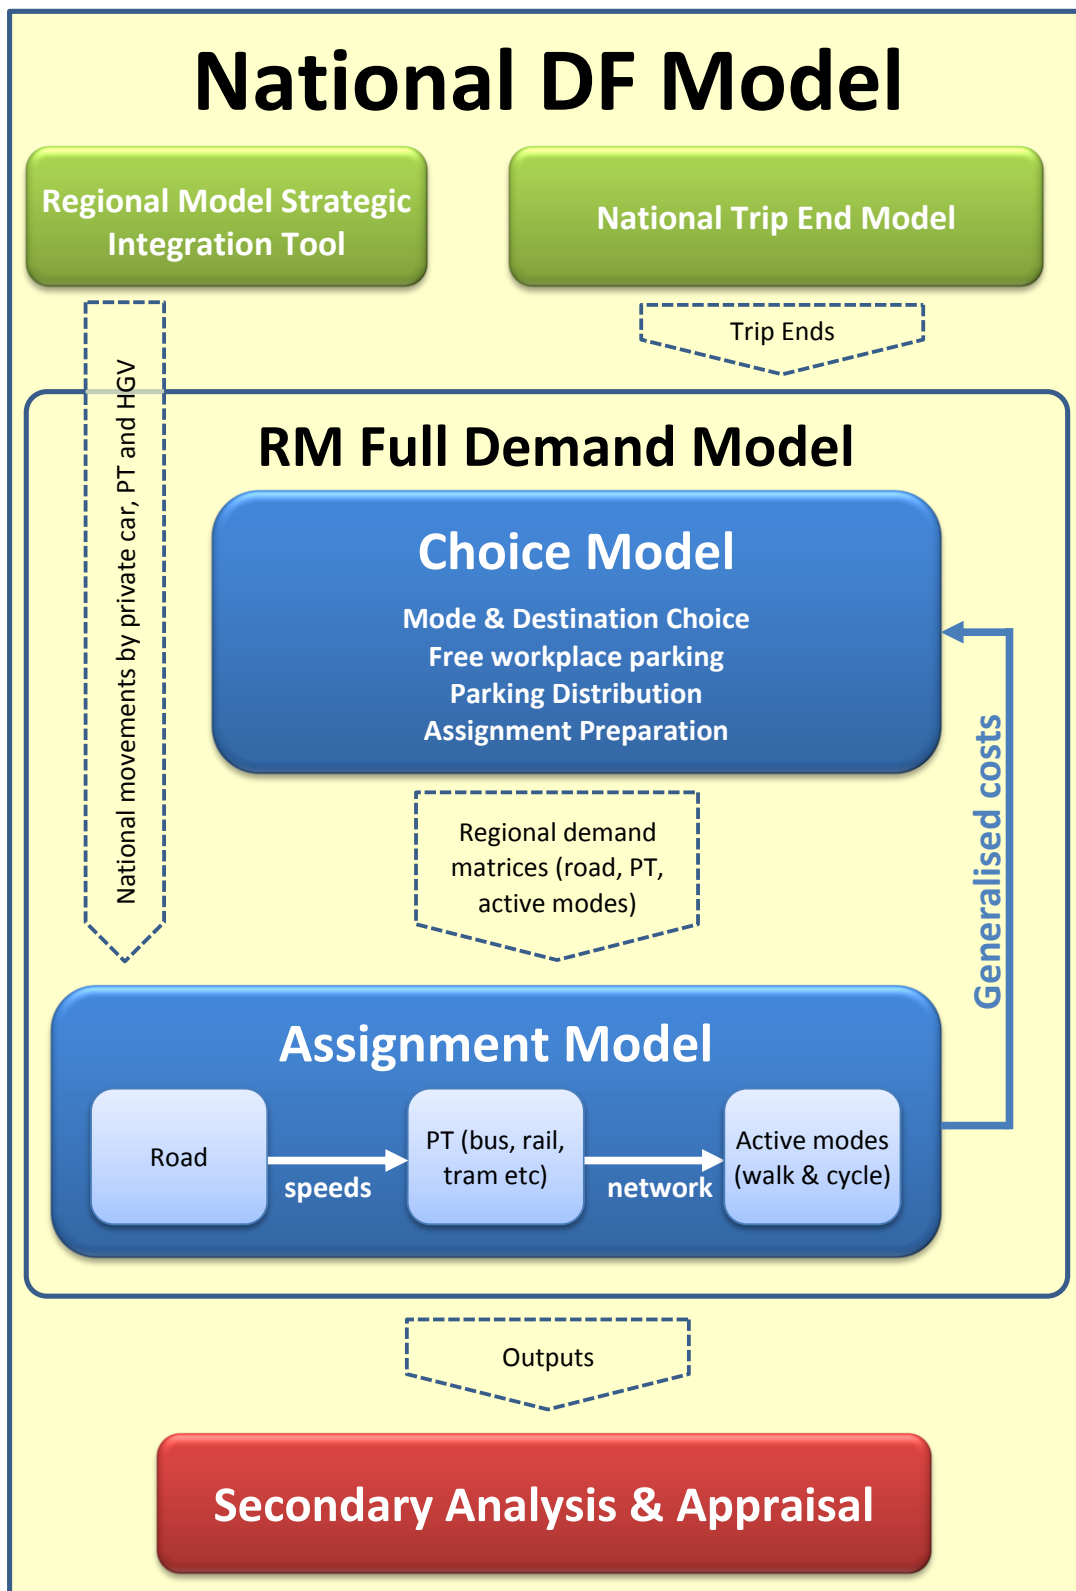 National DF Model
Regional Model Strategic
Integration Tool
National Trip End Model
Trip Ends
National movements by private car, PT and HGV
RM Full Demand Model
Choice Model
Mode & Destination Choice
Free workplace parking
Parking Distribution
Assignment Preparation
Generalised costs
Regional demand
matrices (road, PT,
active modes)
Assignment Model
Road
speeds
PT (bus, rail,
tram etc)
network
Active modes
(walk & cycle)
Outputs
Secondary Analysis & Appraisal